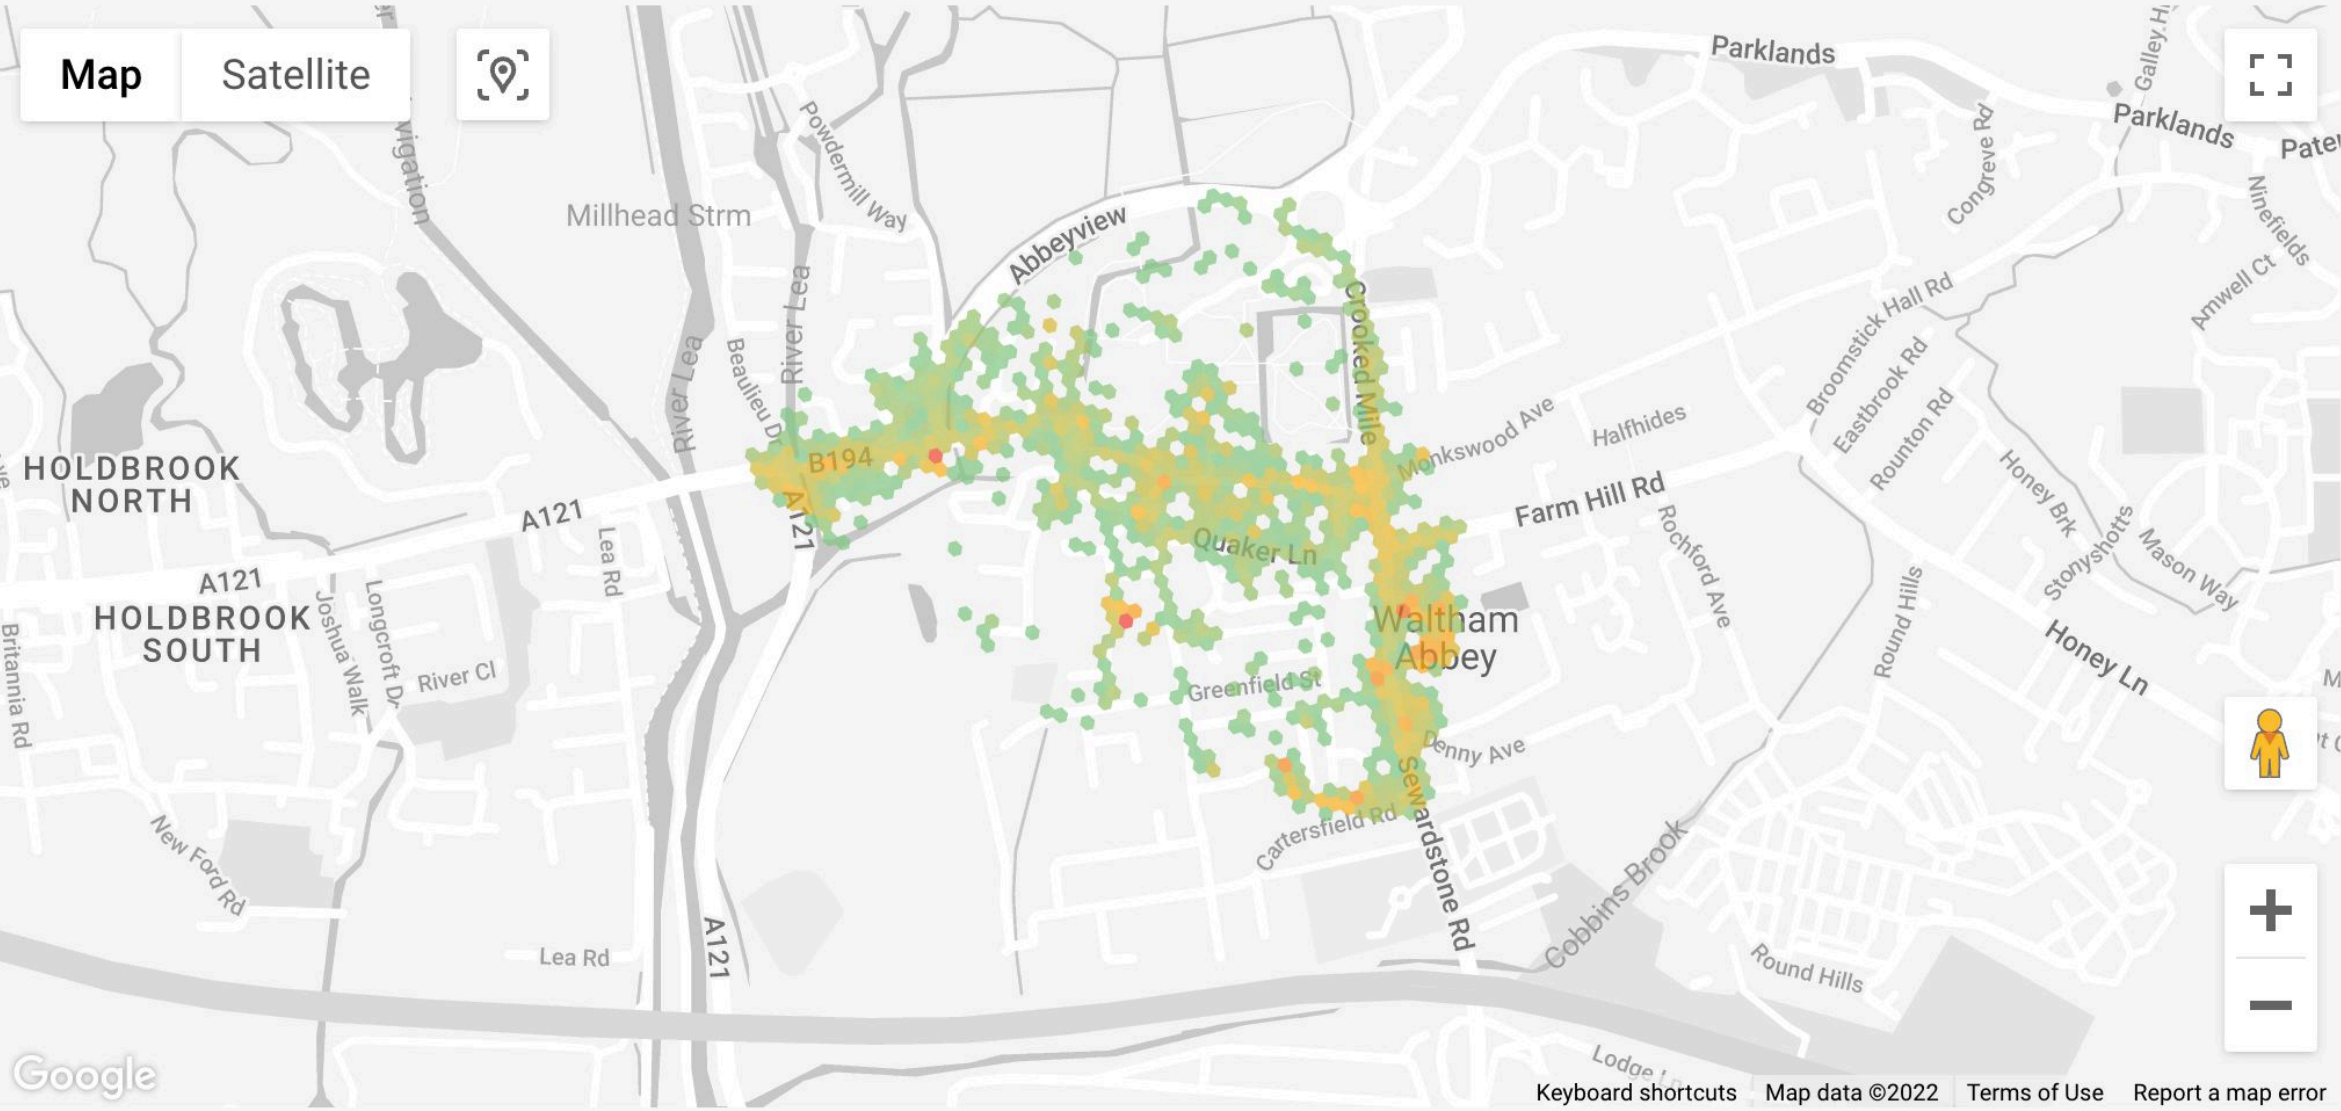 Map
Satellite
Parklands
Galley H
Parklands
Pater
vigation
Powdermill Way
Congreve Rd
Ninefields
Millhead Strm
Abbeyview
Amwell Ct
River Lea
River Lea
Beaulieu Dr
Crooked Mile
Broomstick Hall Rd
Eastbrook Rd
Rounton Rd
Monkswood Ave
Halfhides
HOLDBROOK
NORTH
B194
A121
A121
Farm Hill Rd
Honey Brk
Stonyshotts
Mason Way
Quaker Ln
Lea Rd
Rochford Ave
Round Hills
A121
HOLDBROOK
SOUTH
Joshua Walk
Longcroft Dr
River Cl
Britannia Rd
Waltham
Abbey
Honey Ln
Greenfield St
Denny Ave
Sewardstone Rd
Cartersfield Rd
New Ford Rd
Cobbins Brook
Lea Rd
A121
Round Hills
Lodge Ln
Google
Keyboard shortcuts
Map data ©2022
Terms of Use
Report a map error